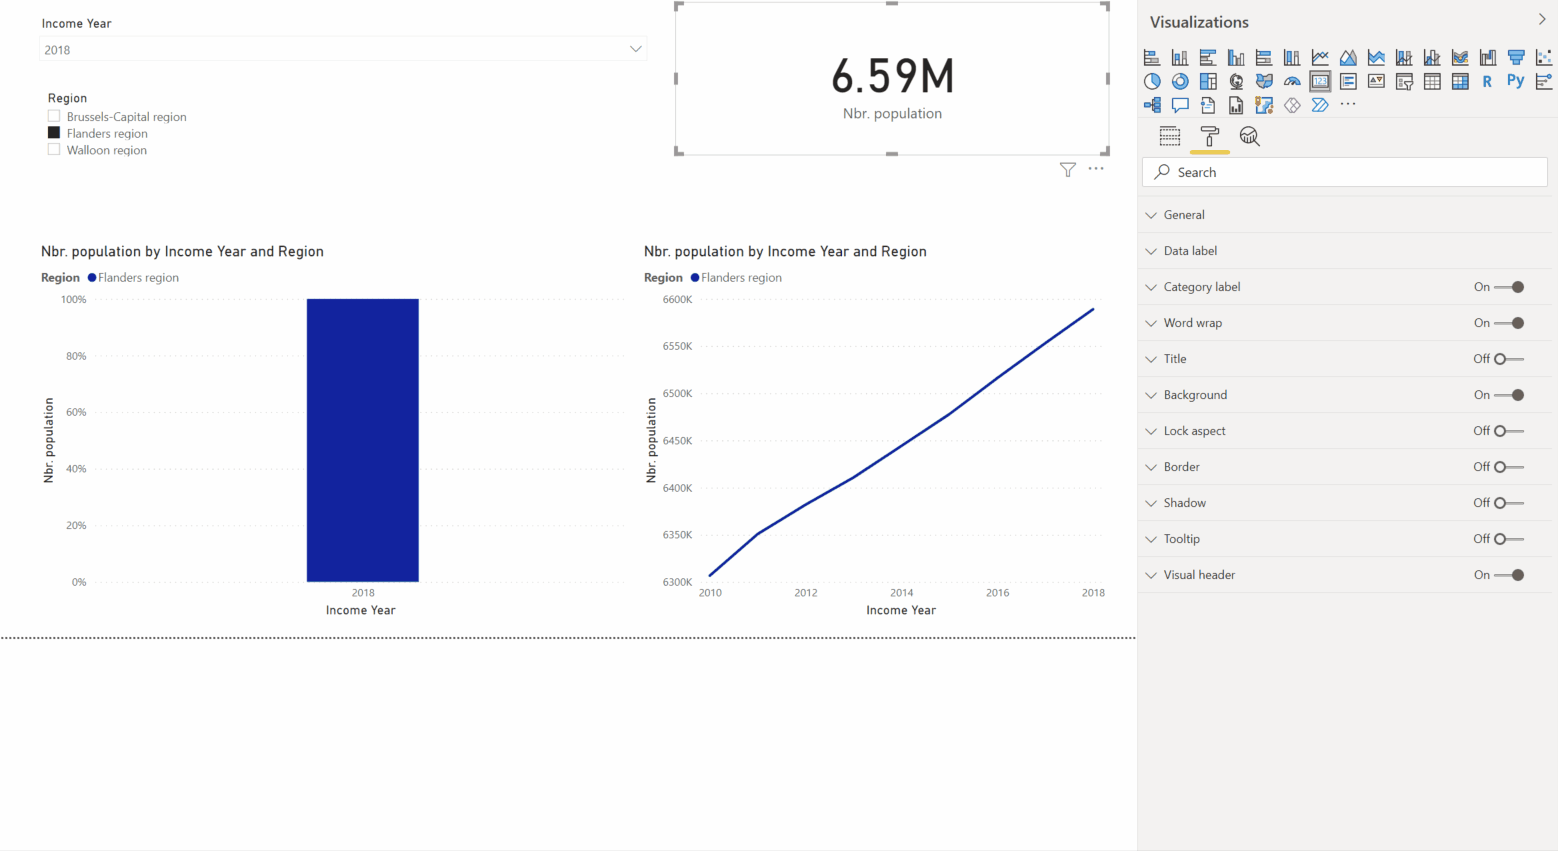 Income Year
2018
Region
Brussels-Capital region
Flanders region
Walloon region
6.59M
Nbr. population
Nbr. population by Income Year and Region
Region Flanders region
100%
80%
60%
40%
20%
0%
Nbr. population
2018
Income Year
Nbr. population by Income Year and Region
Region Flanders region
6600K
6550K
6500K
6450K
6400K
6350K
6300K
Nbr. population
2010 2012 2014 2016 2018
Income Year
Visualizations
123
R Py
Search
General
Data label
Category label On
Word wrap On
Title Off
Background On
Lock aspect Off
Border Off
Shadow Off
Tooltip Off
Visual header On